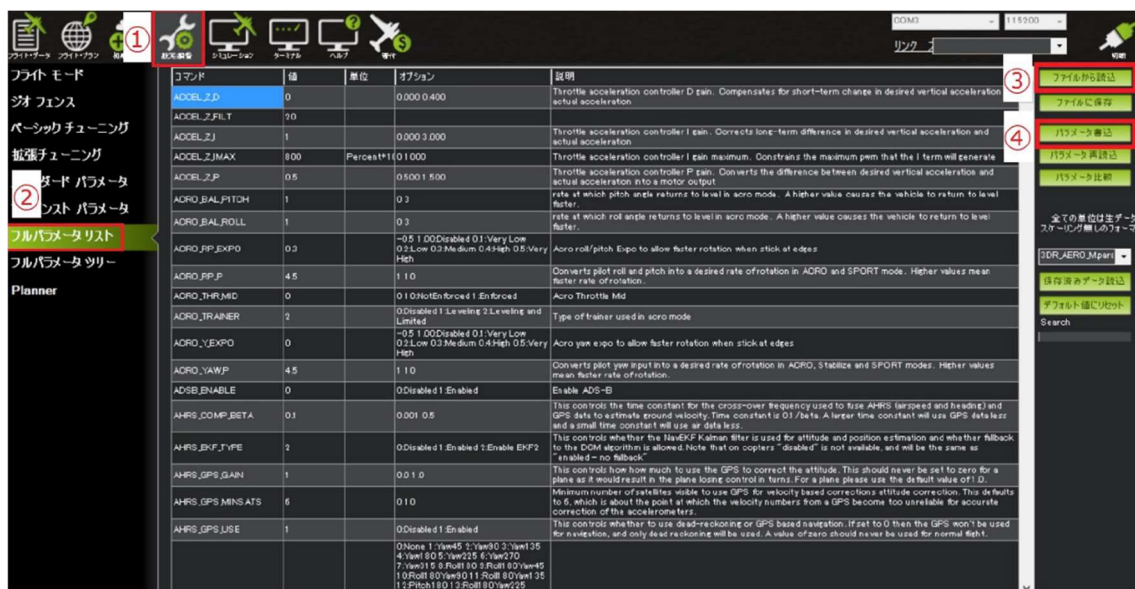 ①
フライト・データ
フライト・プラン
設定/調整
シミュレーション
ターミナル
ヘルプ
寄付
COM3
115200
リンク
切断
フライト モード
ジオ フェンス
ベーシック チューニング
拡張チューニング
ダード パラメータ
②
ンスト パラメータ
フルパラメータ リスト
フルパラメータ ツリー
Planner
コマンド 値 単位 オプション 説明
ACCEL_Z_D 0 0.000 0.400 Throttle acceleration controller D gain. Compensates for short-term change in desired vertical acceleration
actual acceleration
ACCEL_Z_FILT 20
ACCEL_Z_I 1 0.000 3.000 Throttle acceleration controller I gain. Corrects long-term difference in desired vertical acceleration and
actual acceleration
ACCEL_Z_IMAX 800 Percent*10 0 1000 Throttle acceleration controller I gain maximum. Constrains the maximum pwm that the I term will generate
ACCEL_Z_P 0.5 0.500 1.500 Throttle acceleration controller P gain. Converts the difference between desired vertical acceleration and
actual acceleration into a motor output
ACRO_BAL_PITCH 1 0 3 rate at which pitch angle returns to level in acro mode. A higher value causes the vehicle to return to level
faster.
ACRO_BAL_ROLL 1 0 3 rate at which roll angle returns to level in acro mode. A higher value causes the vehicle to return to level
faster.
ACRO_RP_EXPO 0.3 -0.5 1.0 0:Disabled 0.1:Very Low
0.2:Low 0.3:Medium 0.4:High 0.5:Very
High
Acro roll/pitch Expo to allow faster rotation when stick at edges
ACRO_RP_P 4.5 1 10 Converts pilot roll and pitch into a desired rate of rotation in ACRO and SPORT mode. Higher values mean
faster rate of rotation.
ACRO_THR_MID 0 0 1 0:NotEnforced 1:Enforced Acro Throttle Mid
ACRO_TRAINER 2 0:Disabled 1:Leveling 2:Leveling and
Limited
Type of trainer used in acro mode
ACRO_Y_EXPO 0 -0.5 1.0 0:Disabled 0.1:Very Low
0.2:Low 0.3:Medium 0.4:High 0.5:Very
High
Acro yaw expo to allow faster rotation when stick at edges
ACRO_YAW_P 4.5 1 10 Converts pilot yaw input into a desired rate of rotation in ACRO, Stabilize and SPORT modes. Higher values
mean faster rate of rotation.
ADSB_ENABLE 0 0:Disabled 1:Enabled Enable ADS-B
AHRS_COMP_BETA 0.1 0.001 0.5 This controls the time constant for the cross-over frequency used to fuse AHRS (airspeed and heading) and
GPS data to estimate ground velocity. Time constant is 0.1/beta. A larger time constant will use GPS data less
and a small time constant will use air data less.
AHRS_EKF_TYPE 2 0:Disabled 1:Enabled 2:Enable EKF2 This controls whether the NavEKF Kalman filter is used for attitude and position estimation and whether fallback
to the DCM algorithm is allowed. Note that on copters "disabled" is not available, and will be the same as
"enabled - no fallback"
AHRS_GPS_GAIN 1 0.0 1.0 This controls how how much to use the GPS to correct the attitude. This should never be set to zero for a
plane as it would result in the plane losing control in turns. For a plane please use the default value of 1.0.
AHRS_GPS_MINSATS 6 0 10 Minimum number of satellites visible to use GPS for velocity based corrections attitude correction. This defaults
to 6, which is about the point at which the velocity numbers from a GPS become too unreliable for accurate
correction of the accelerometers.
AHRS_GPS_USE 1 0:Disabled 1:Enabled This controls whether to use dead-reckoning or GPS based navigation. If set to 0 then the GPS won't be used
for navigation, and only dead reckoning will be used. A value of zero should never be used for normal flight.
0:None 1:Yaw45 2:Yaw90 3:Yaw135
4:Yaw180 5:Yaw225 6:Yaw270
7:Yaw315 8:Roll180 9:Roll180Yaw45
10:Roll180Yaw90 11:Roll180Yaw135
12:Pitch180 13:Roll180Yaw225
③
ファイルから読込
ファイルに保存
④
パラメータ書込
パラメータ再読込
パラメータ比較
全ての単位は生データ
スケーリング無しのフォーマ
3DR_AERO_M.para
保存済みデータ読込
デフォルト値にリセット
Search